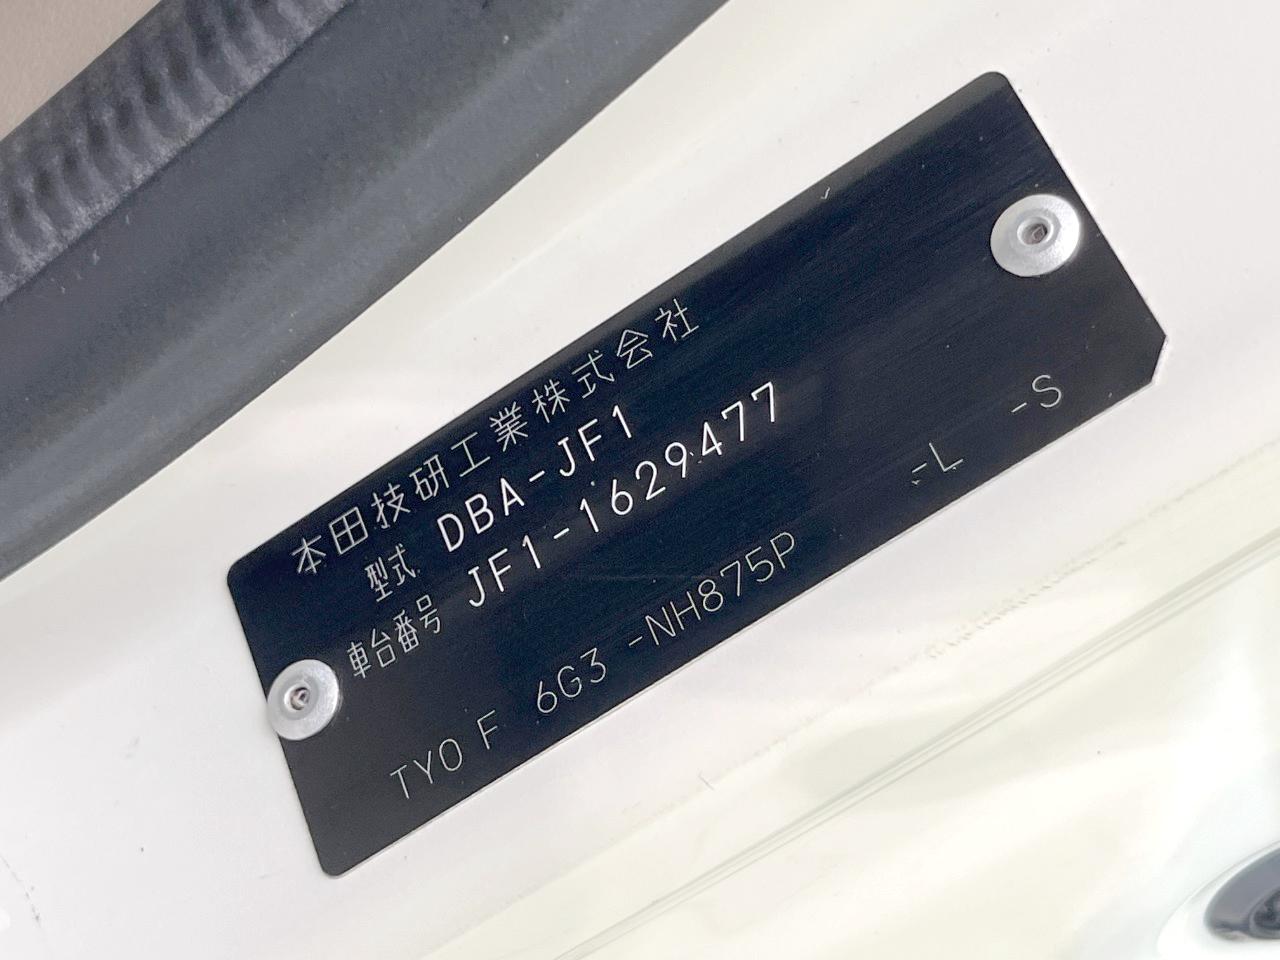 本田技研工業株式会社
型式 DBA-JF1
車台番号 JF1-1629477
TYO F 6G3 -NH875P -L -S